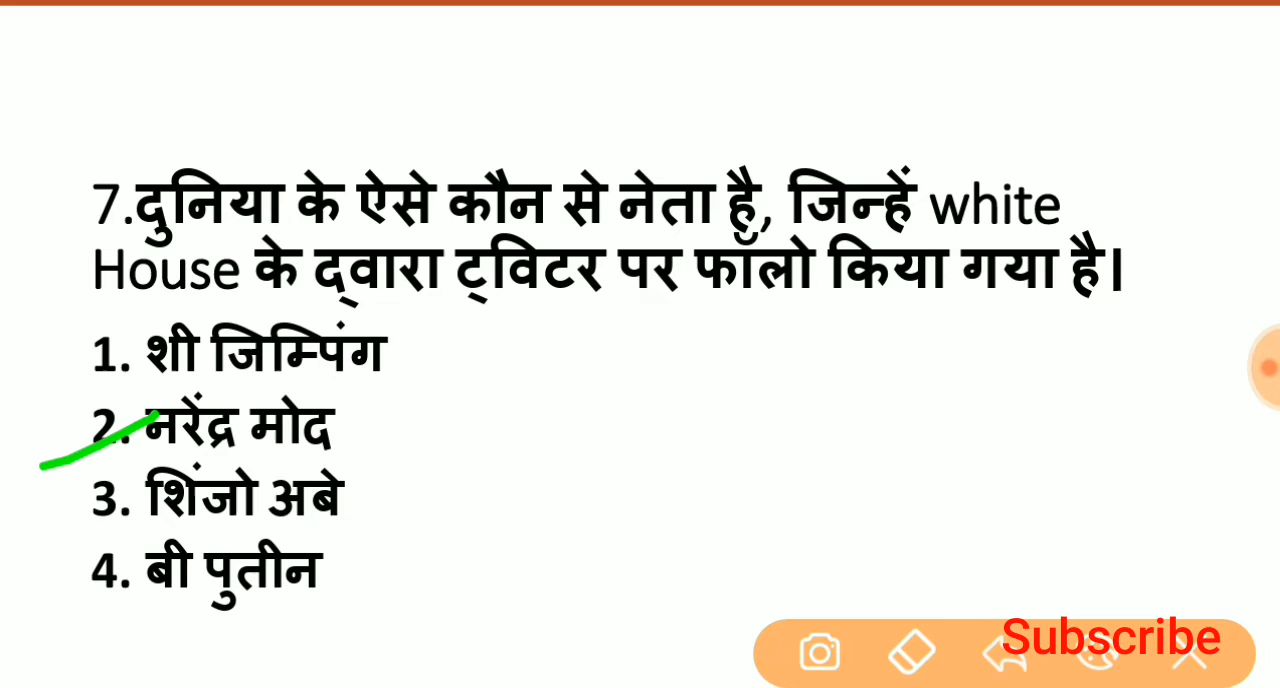 7.दुनिया के ऐसे कौन से नेता है, जिन्हें white
House के द्वारा ट्विटर पर फॉलो किया गया है।
1. शी जिम्पिंग
2. नरेंद्र मोद
3. शिंजो अबे
4. बी पुतीन
Subscribe